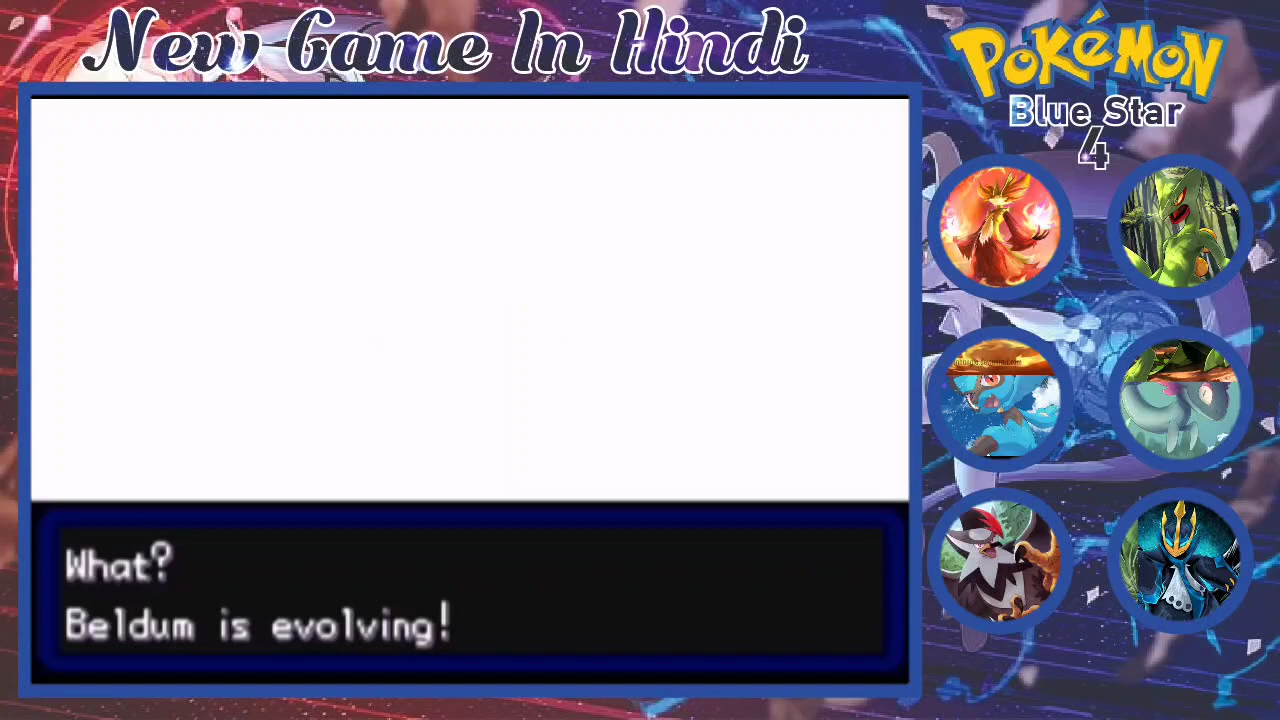 New Game In Hindi
POKÉMON
Blue Star
4
What?
Beldum is evolving!